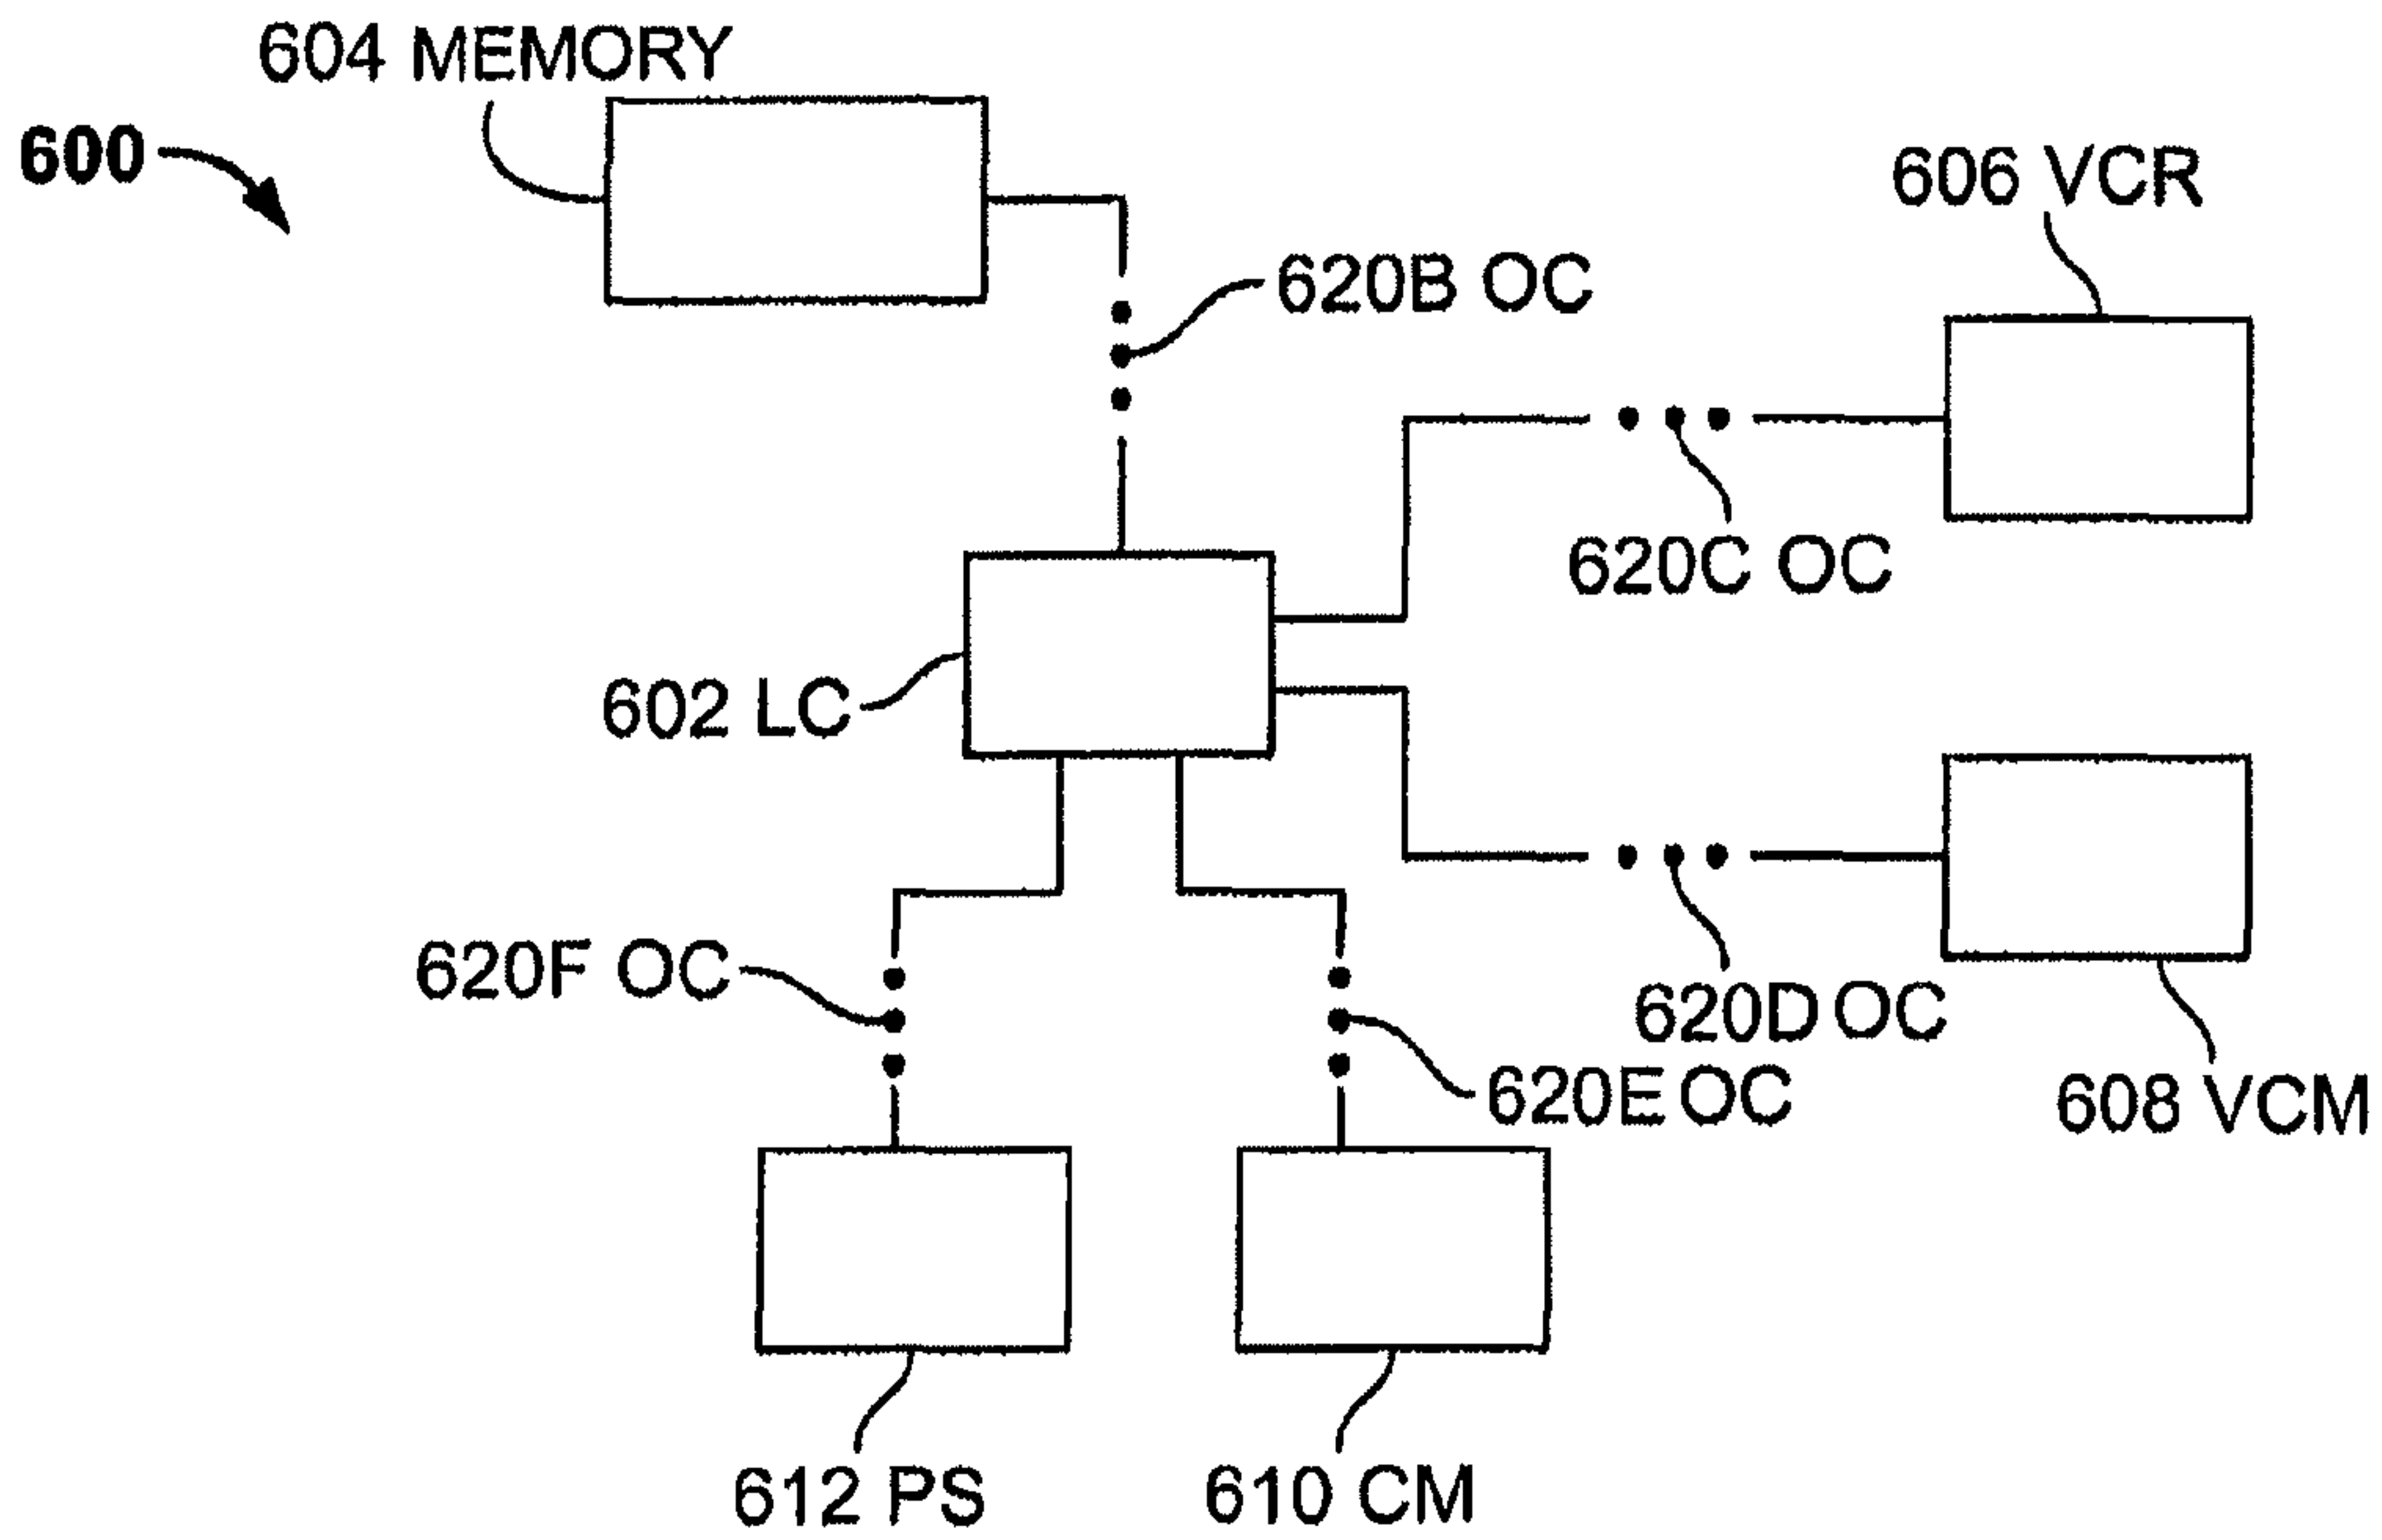 604 MEMORY
600
606 VCR
620B OC
620C OC
602 LC
620F OC
620D OC
620E OC
608 VCM
612 PS
610 CM